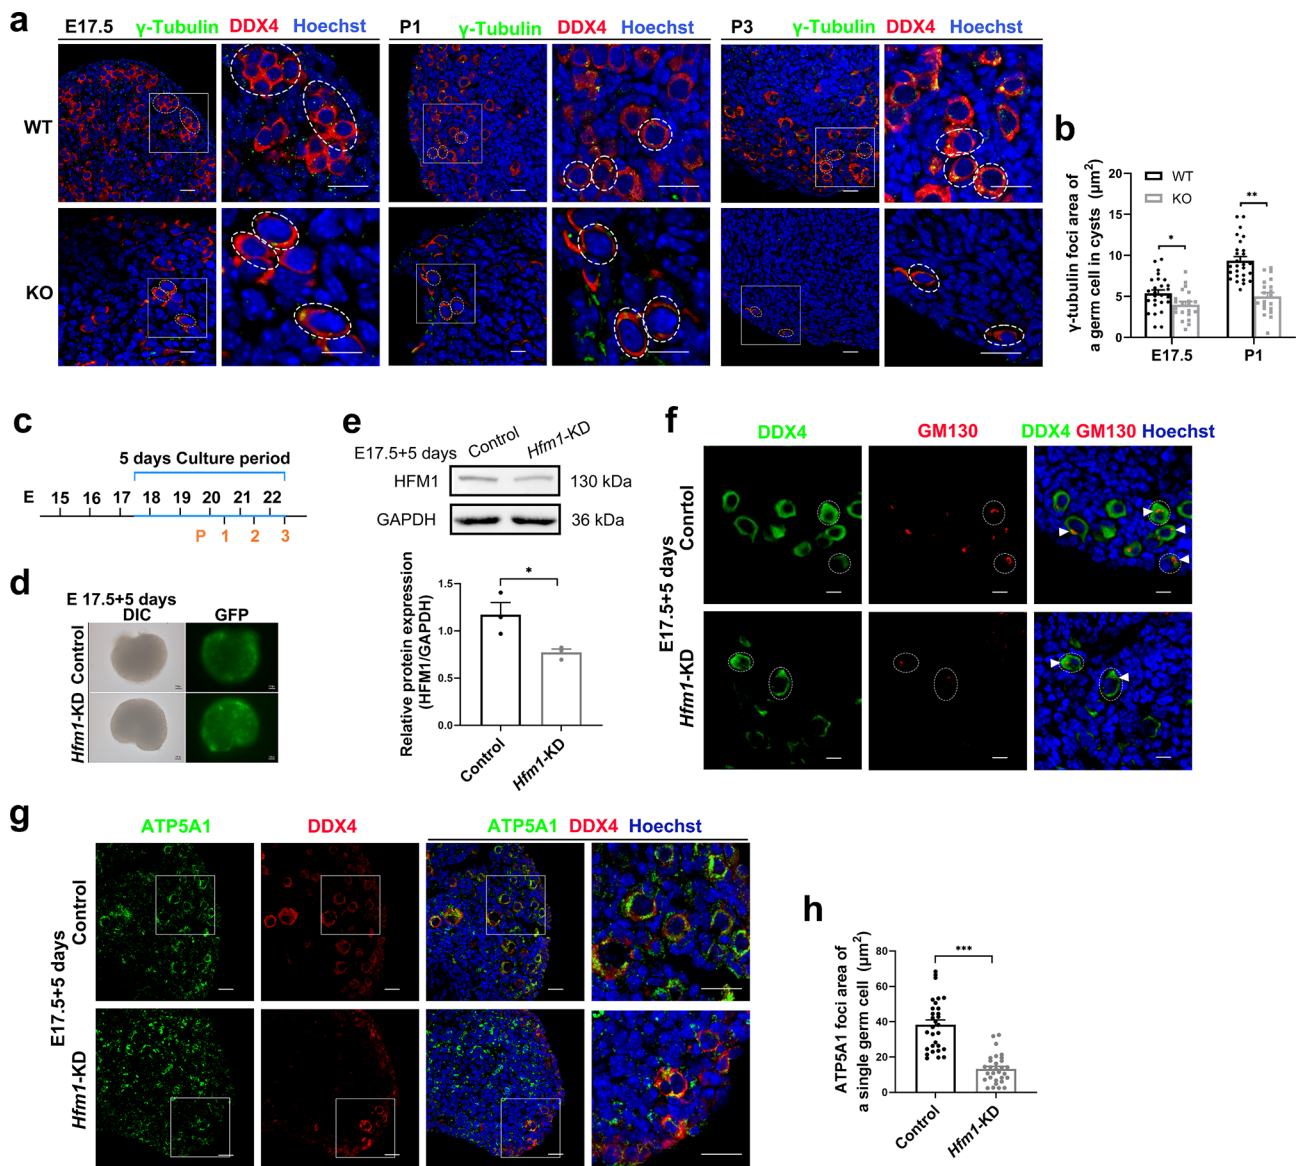 a
E17.5 γ-Tubulin DDX4 Hoechst
P1 γ-Tubulin DDX4 Hoechst
P3 γ-Tubulin DDX4 Hoechst
WT
KO
b
γ-tubulin foci area of
a germ cell in cysts (μm²)
WT
KO
20
15
10
5
0
*
**
E17.5 P1
c
5 days Culture period
E 15 16 17 18 19 20 21 22
P 1 2 3
d
E 17.5+5 days
DIC GFP
Control
Hfm1-KD
e
Control Hfm1-KD
E17.5+5 days
HFM1 130 kDa
GAPDH 36 kDa
Relative protein expression
(HFM1/GAPDH)
1.5
1.0
0.5
0.0
*
Control Hfm1-KD
f
DDX4 GM130 DDX4 GM130 Hoechst
E17.5+5 days
Conrtol
Hfm1-KD
g
ATP5A1 DDX4 ATP5A1 DDX4 Hoechst
E17.5+5 days
Control
Hfm1-KD
h
ATP5A1 foci area of
a single germ cell (μm²)
80
60
40
20
0
***
Control Hfm1-KD